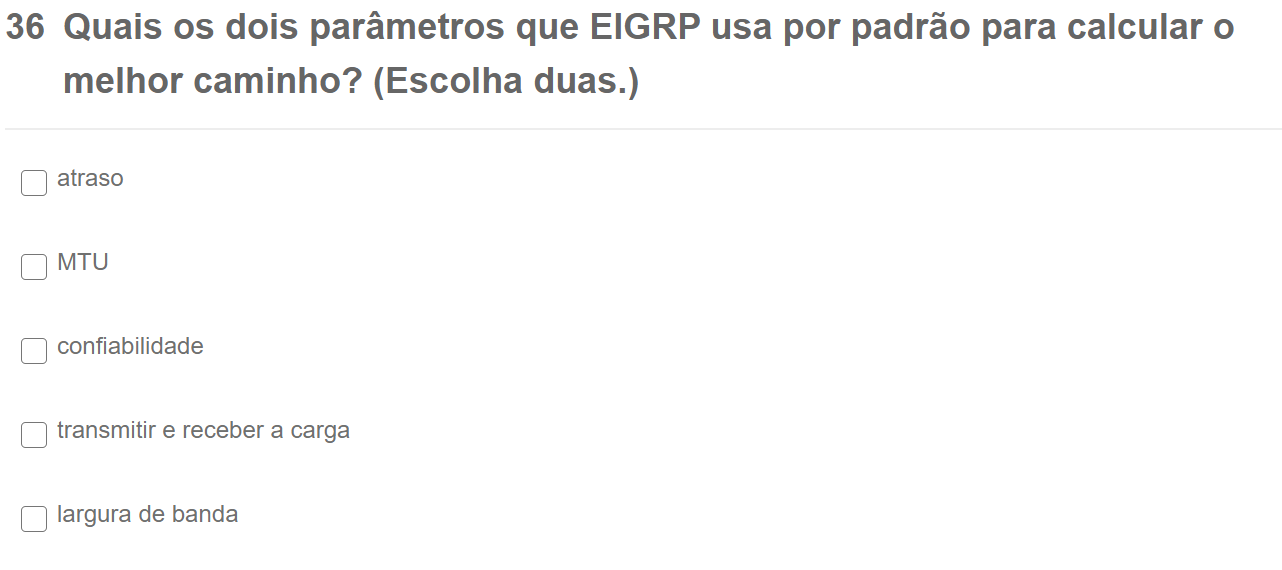 36 Quais os dois parâmetros que EIGRP usa por padrão para calcular o
melhor caminho? (Escolha duas.)
atraso
MTU
confiabilidade
transmitir e receber a carga
largura de banda